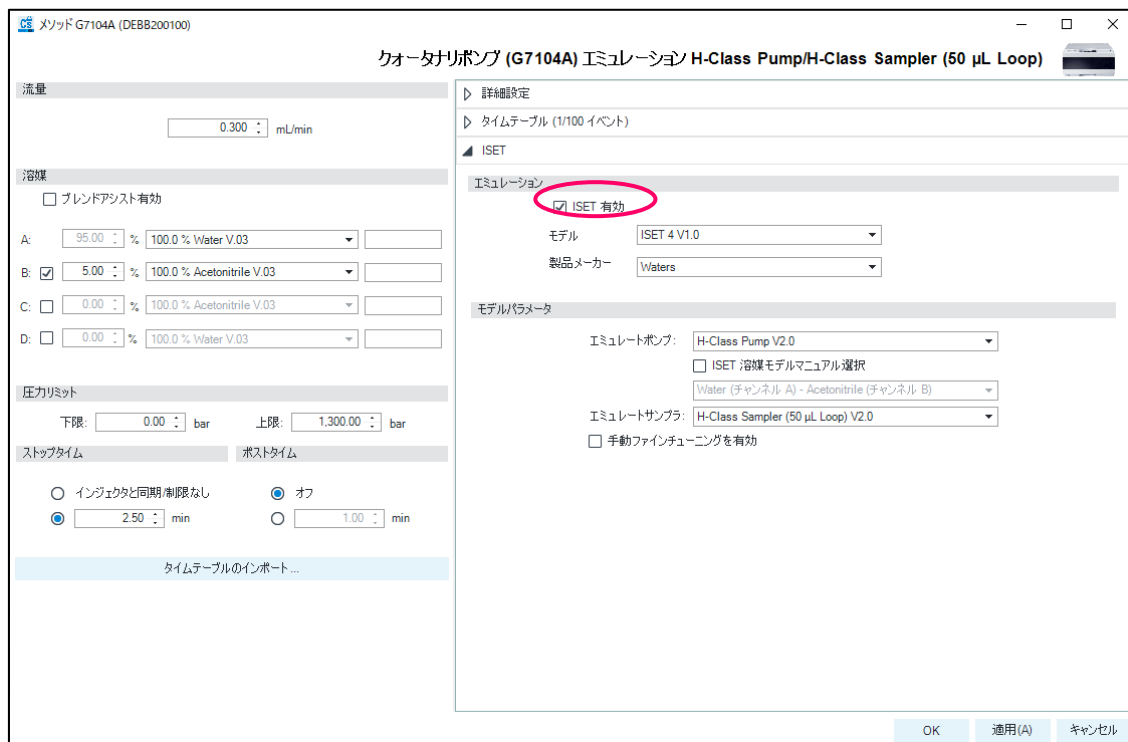 CS メソッド G7104A (DEBB200100)
クォータナリポンプ (G7104A) エミュレーション H-Class Pump/H-Class Sampler (50 µL Loop)
流量
0.300 mL/min
溶媒
ブレンドアシスト有効
A: 95.00 % 100.0 % Water V.03
B: 5.00 % 100.0 % Acetonitrile V.03
C: 0.00 % 100.0 % Acetonitrile V.03
D: 0.00 % 100.0 % Water V.03
圧力リミット
下限: 0.00 bar 上限: 1,300.00 bar
ストップタイム ポストタイム
インジェクタと同期/制限なし オフ
2.50 min 1.00 min
タイムテーブルのインポート...
詳細設定
タイムテーブル (1/100 イベント)
ISET
エミュレーション
ISET 有効
モデル ISET 4 V1.0
製品メーカー Waters
モデルパラメータ
エミュレートポンプ: H-Class Pump V2.0
ISET 溶媒モデルマニュアル選択
Water (チャンネル A) - Acetonitrile (チャンネル B)
エミュレートサンプラ: H-Class Sampler (50 µL Loop) V2.0
手動ファインチューニングを有効
OK 適用(A) キャンセル